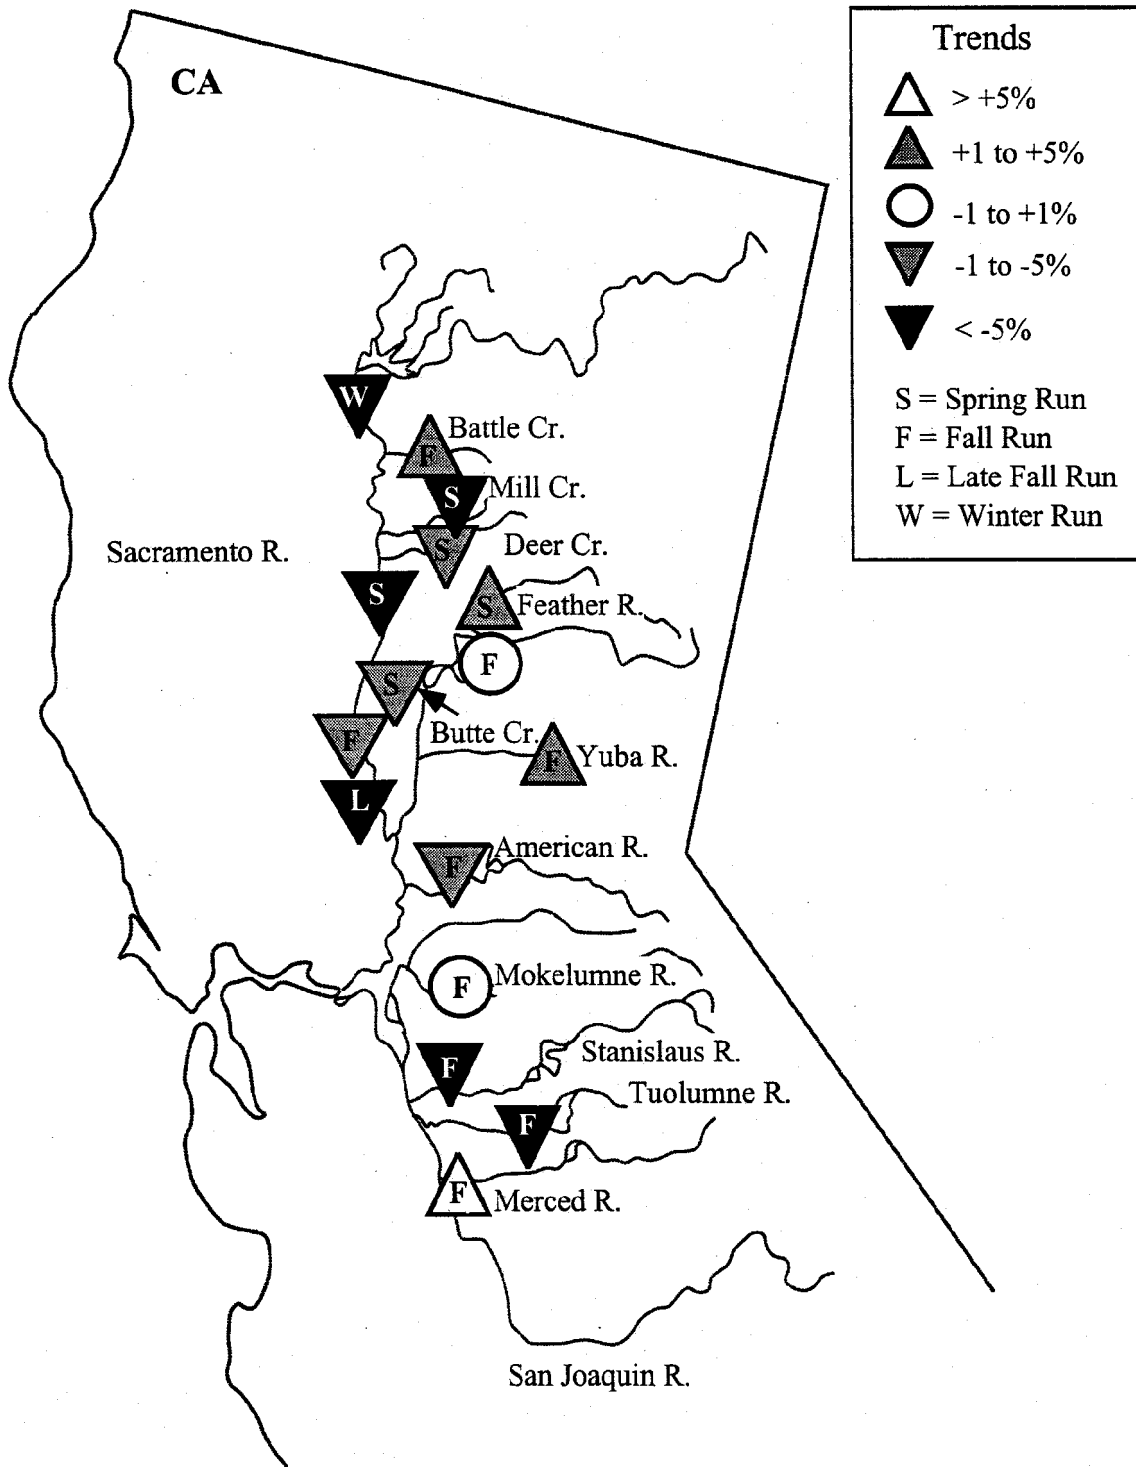 CA
Trends
> +5%
+1 to +5%
-1 to +1%
-1 to -5%
< -5%
S = Spring Run
F = Fall Run
L = Late Fall Run
W = Winter Run
W
Battle Cr.
F
S
Mill Cr.
Sacramento R.
S
Deer Cr.
S
S
Feather R.
F
S
Butte Cr.
F
F
Yuba R.
L
American R.
F
F
Mokelumne R.
Stanislaus R.
F
Tuolumne R.
F
F
Merced R.
San Joaquin R.